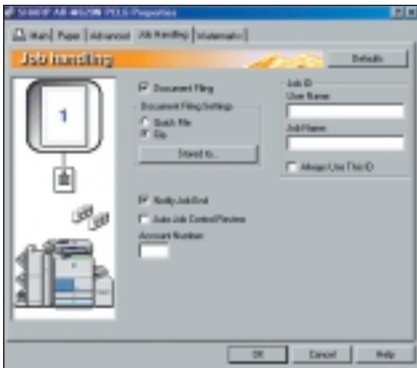 SHARP AR-M620N PCL6 Properties
Main Paper Advanced Job Handling Watermarks
Job handling
Defaults
1
Document Filing
Document Filing Settings
Quick File
File
Stored to...
Job ID
User Name:
Job Name:
Always Use This ID
Notify Job End
Auto Job Control Review
Account Number:
OK Cancel Help